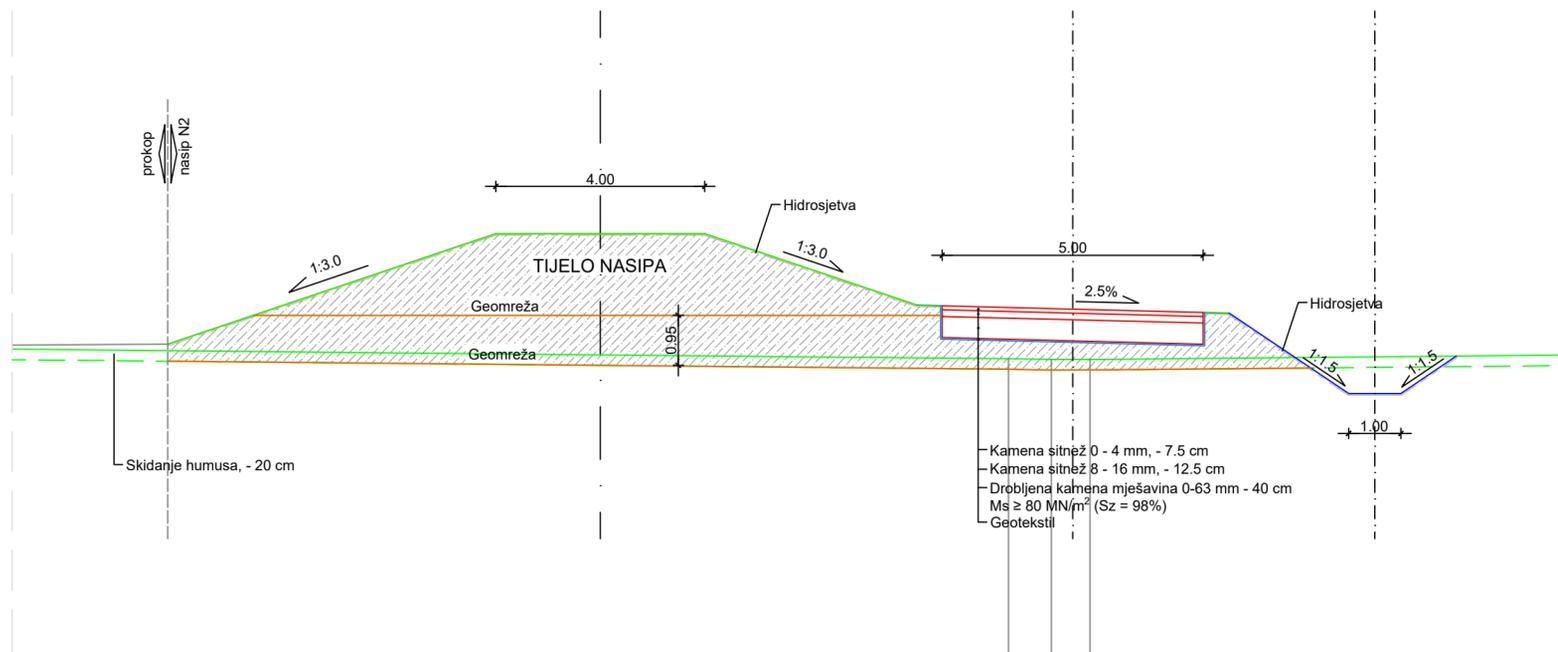 prokop
nasip N2
4.00
Hidrosjetva
1:3.0
1:3.0
5.00
TIJELO NASIPA
2.5%
Geomreža
Hidrosjetva
0.95
Geomreža
1:1.5
1:1.5
1.00
Skidanje humusa, - 20 cm
Kamena sitnež 0 - 4 mm, - 7.5 cm
Kamena sitnež 8 - 16 mm, - 12.5 cm
Drobljena kamena mješavina 0-63 mm - 40 cm
Ms ≥ 80 MN/m² (Sz = 98%)
Geotekstil